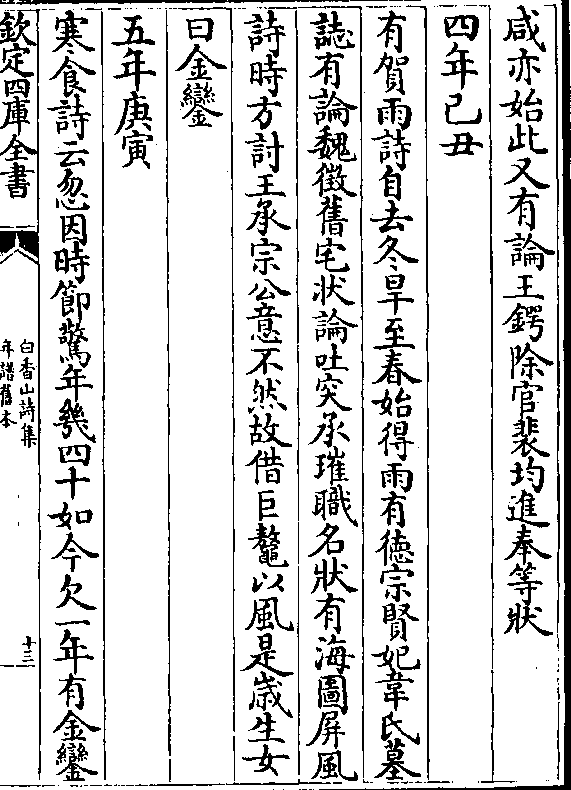 咸亦始此又有論王鍔除官裴均進奉等狀
四年己丑
有賀雨詩自去冬旱至春始得雨有徳宗賢妃韋氏墓
誌有論魏徴舊宅狀論吐突承璀職名狀有海圖屏風
詩時方討王承宗公意不然故借巨鼇以風是歳生女
曰金鑾
五年庚寅
寒食詩云忽因時節驚年幾四十如今欠一年有金鑾
欽定四庫全書
白香山詩集
年譜舊本
十三